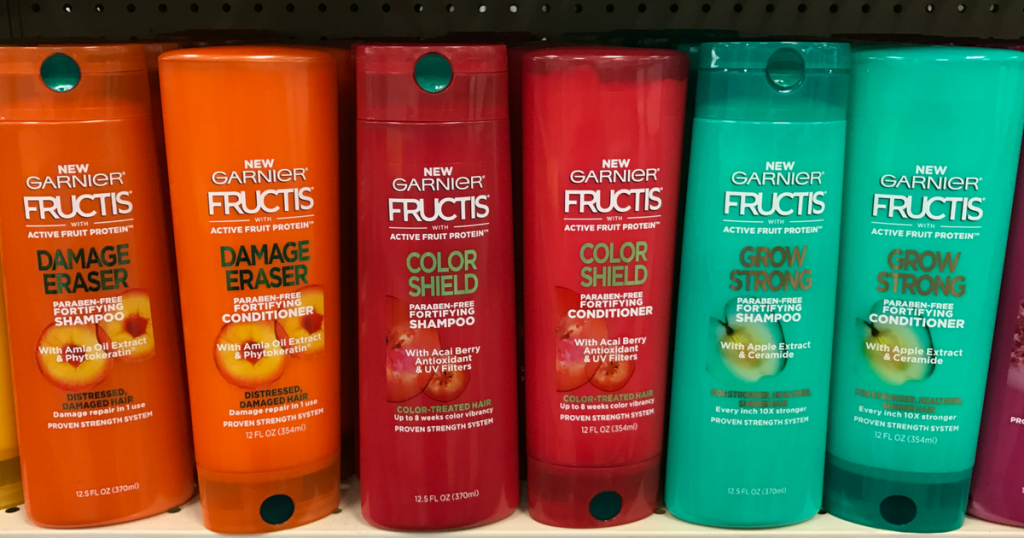 NEW
GARNIER
FRUCTIS
WITH
ACTIVE FRUIT PROTEIN™
DAMAGE
ERASER
PARABEN-FREE
FORTIFYING
SHAMPOO
With Amla Oil Extract
& Phytokeratin
DISTRESSED,
DAMAGED HAIR
Damage repair in 1 use
PROVEN STRENGTH SYSTEM
12.5 FL OZ (370ml)
NEW
GARNIER
FRUCTIS
WITH
ACTIVE FRUIT PROTEIN™
DAMAGE
ERASER
PARABEN-FREE
FORTIFYING
CONDITIONER
With Amla Oil Extract
& Phytokeratin
DISTRESSED,
DAMAGED HAIR
Damage repair in 1 use
PROVEN STRENGTH SYSTEM
12 FL OZ (354ml)
NEW
GARNIER
FRUCTIS
WITH
ACTIVE FRUIT PROTEIN™
COLOR
SHIELD
PARABEN-FREE
FORTIFYING
SHAMPOO
With Acai Berry
Antioxidant
& UV Filters
COLOR-TREATED HAIR
Up to 8 weeks color vibrancy
PROVEN STRENGTH SYSTEM
12.5 FL OZ (370ml)
NEW
GARNIER
FRUCTIS
WITH
ACTIVE FRUIT PROTEIN™
COLOR
SHIELD
PARABEN-FREE
FORTIFYING
CONDITIONER
With Acai Berry
Antioxidant
& UV Filters
COLOR-TREATED HAIR
Up to 8 weeks color vibrancy
PROVEN STRENGTH SYSTEM
12 FL OZ (354ml)
NEW
GARNIER
FRUCTIS
WITH
ACTIVE FRUIT PROTEIN™
GROW
STRONG
PARABEN-FREE
FORTIFYING
SHAMPOO
With Apple Extract
& Ceramide
Every inch 10X stronger
PROVEN STRENGTH SYSTEM
12.5 FL OZ (370ml)
NEW
GARNIER
FRUCTIS
WITH
ACTIVE FRUIT PROTEIN™
GROW
STRONG
PARABEN-FREE
FORTIFYING
CONDITIONER
With Apple Extract
& Ceramide
Every inch 10X stronger
PROVEN STRENGTH SYSTEM
12 FL OZ (354ml)